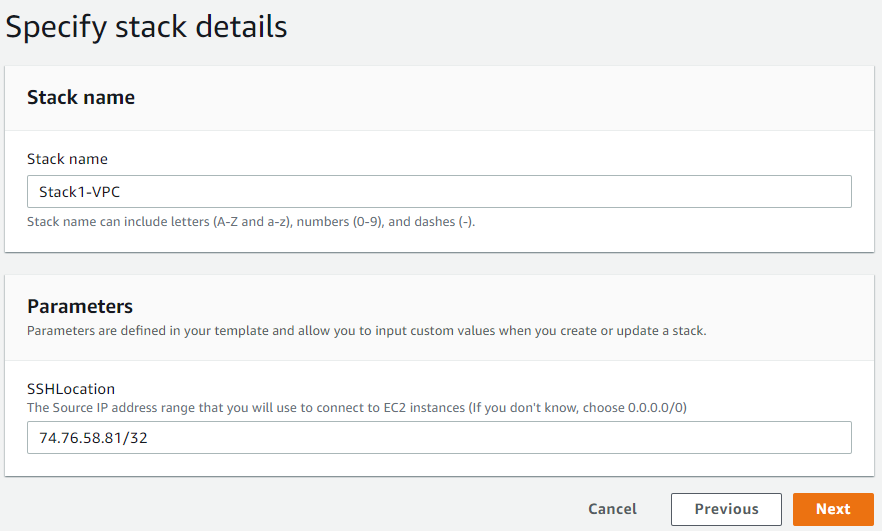 Specify stack details
Stack name
Stack name
Stack1-VPC
Stack name can include letters (A-Z and a-z), numbers (0-9), and dashes (-).
Parameters
Parameters are defined in your template and allow you to input custom values when you create or update a stack.
SSHLocation
The Source IP address range that you will use to connect to EC2 instances (If you don't know, choose 0.0.0.0/0)
74.76.58.81/32
Cancel Previous Next